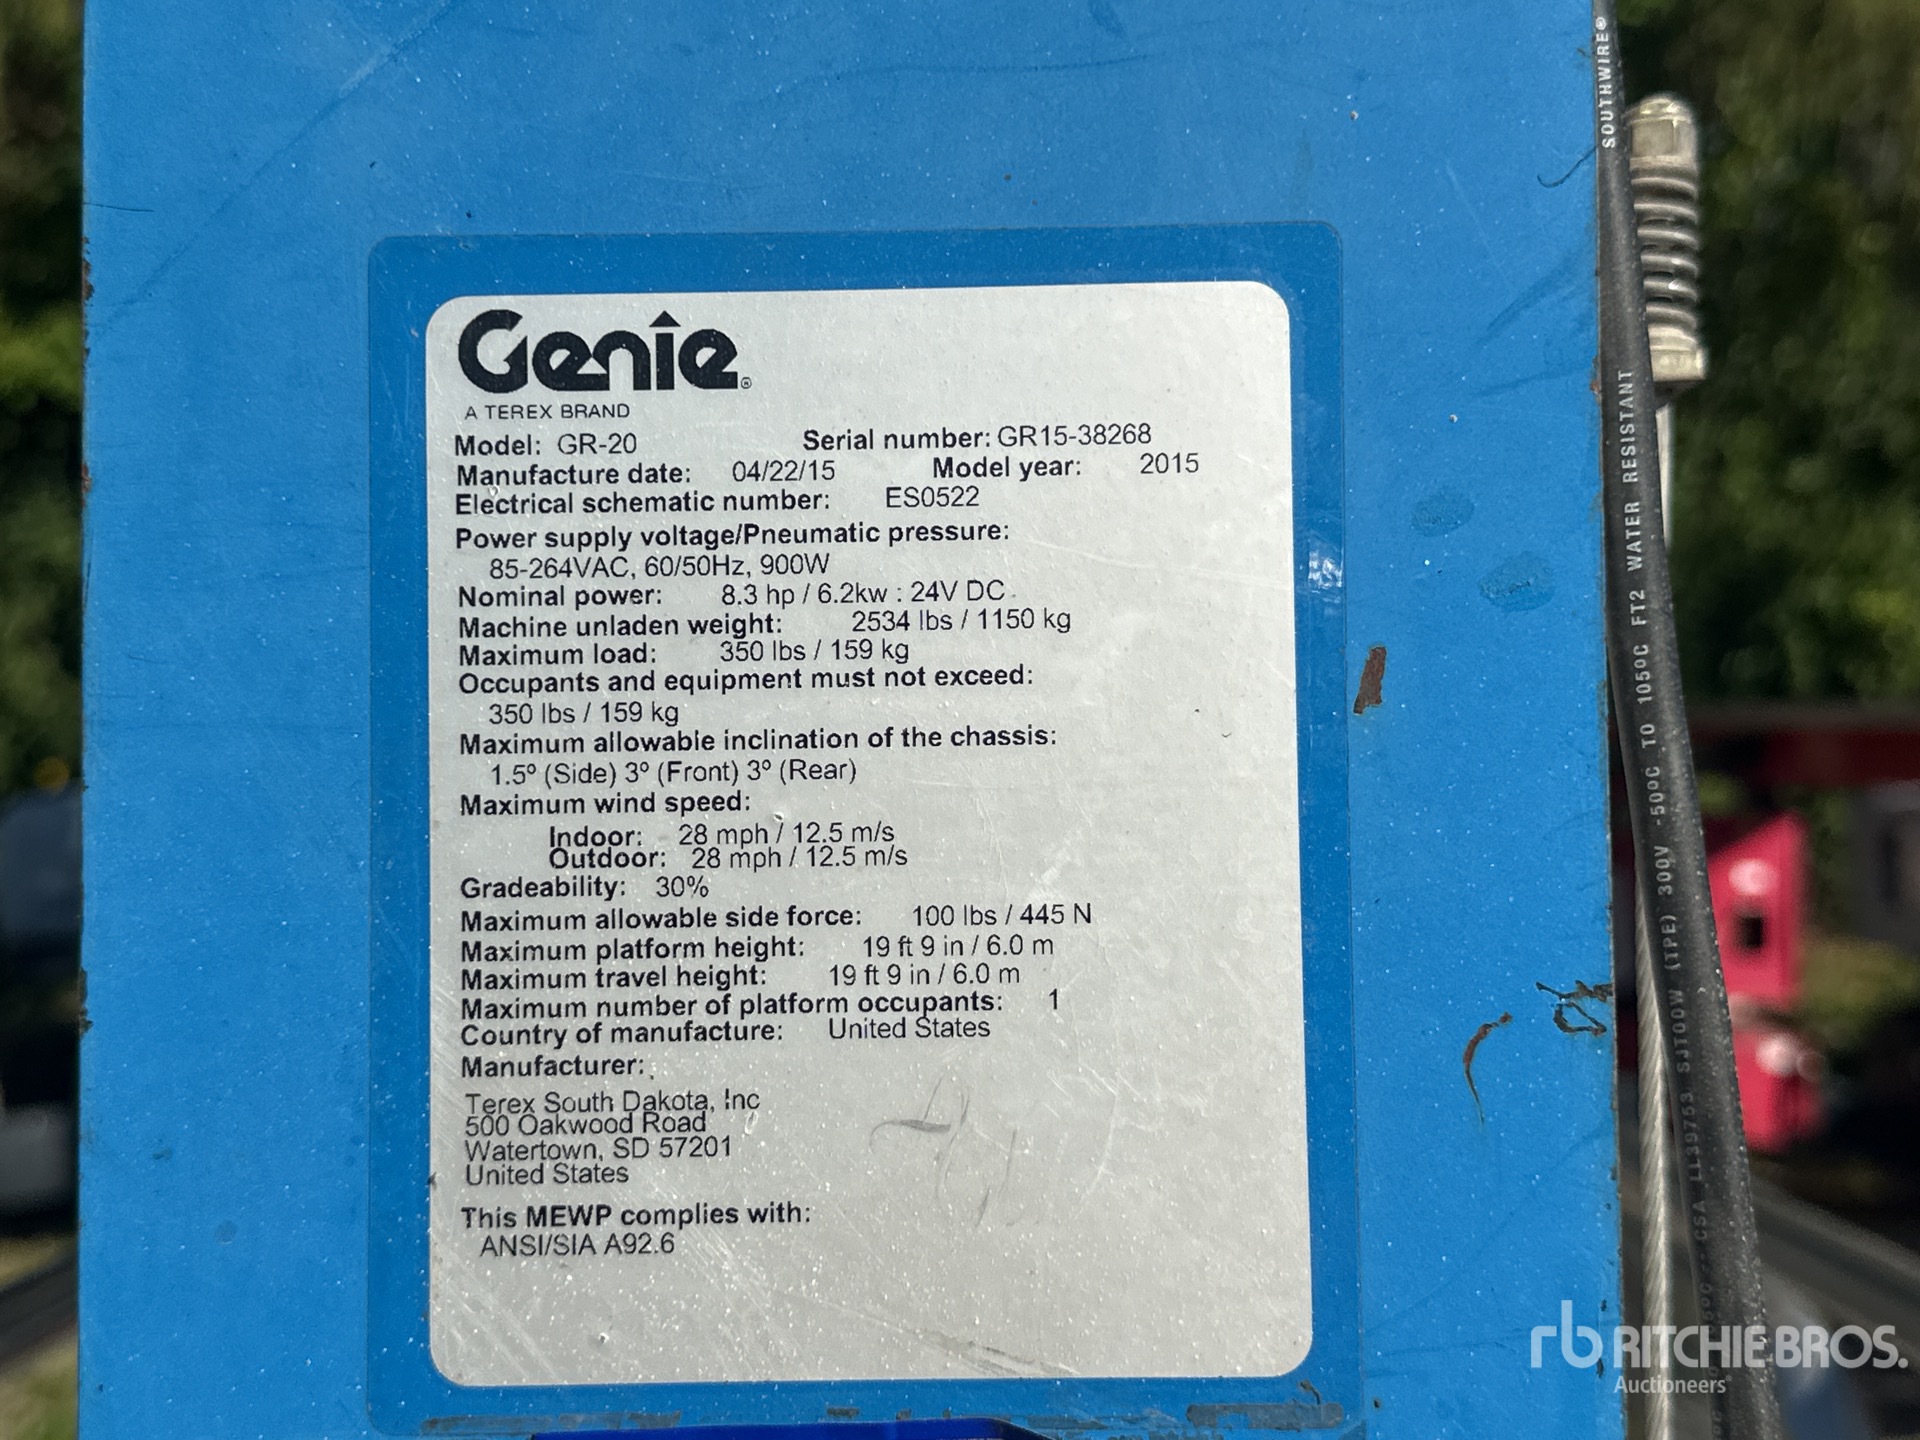 Genie®
A TEREX BRAND
Model: GR-20 Serial number: GR15-38268
Manufacture date: 04/22/15 Model year: 2015
Electrical schematic number: ES0522
Power supply voltage/Pneumatic pressure:
85-264VAC, 60/50Hz, 900W
Nominal power: 8.3 hp / 6.2kw : 24V DC
Machine unladen weight: 2534 lbs / 1150 kg
Maximum load: 350 lbs / 159 kg
Occupants and equipment must not exceed:
350 lbs / 159 kg
Maximum allowable inclination of the chassis:
1.5º (Side) 3º (Front) 3º (Rear)
Maximum wind speed:
Indoor: 28 mph / 12.5 m/s
Outdoor: 28 mph / 12.5 m/s
Gradeability: 30%
Maximum allowable side force: 100 lbs / 445 N
Maximum platform height: 19 ft 9 in / 6.0 m
Maximum travel height: 19 ft 9 in / 6.0 m
Maximum number of platform occupants: 1
Country of manufacture: United States
Manufacturer:
Terex South Dakota, Inc
500 Oakwood Road
Watertown, SD 57201
United States
This MEWP complies with:
ANSI/SIA A92.6
CSA SJTOOW (TPE) 300V -50ºC TO 105ºC FT2 WATER RESISTANT SOUTHWIRE®
rb RITCHIE BROS.
Auctioneers